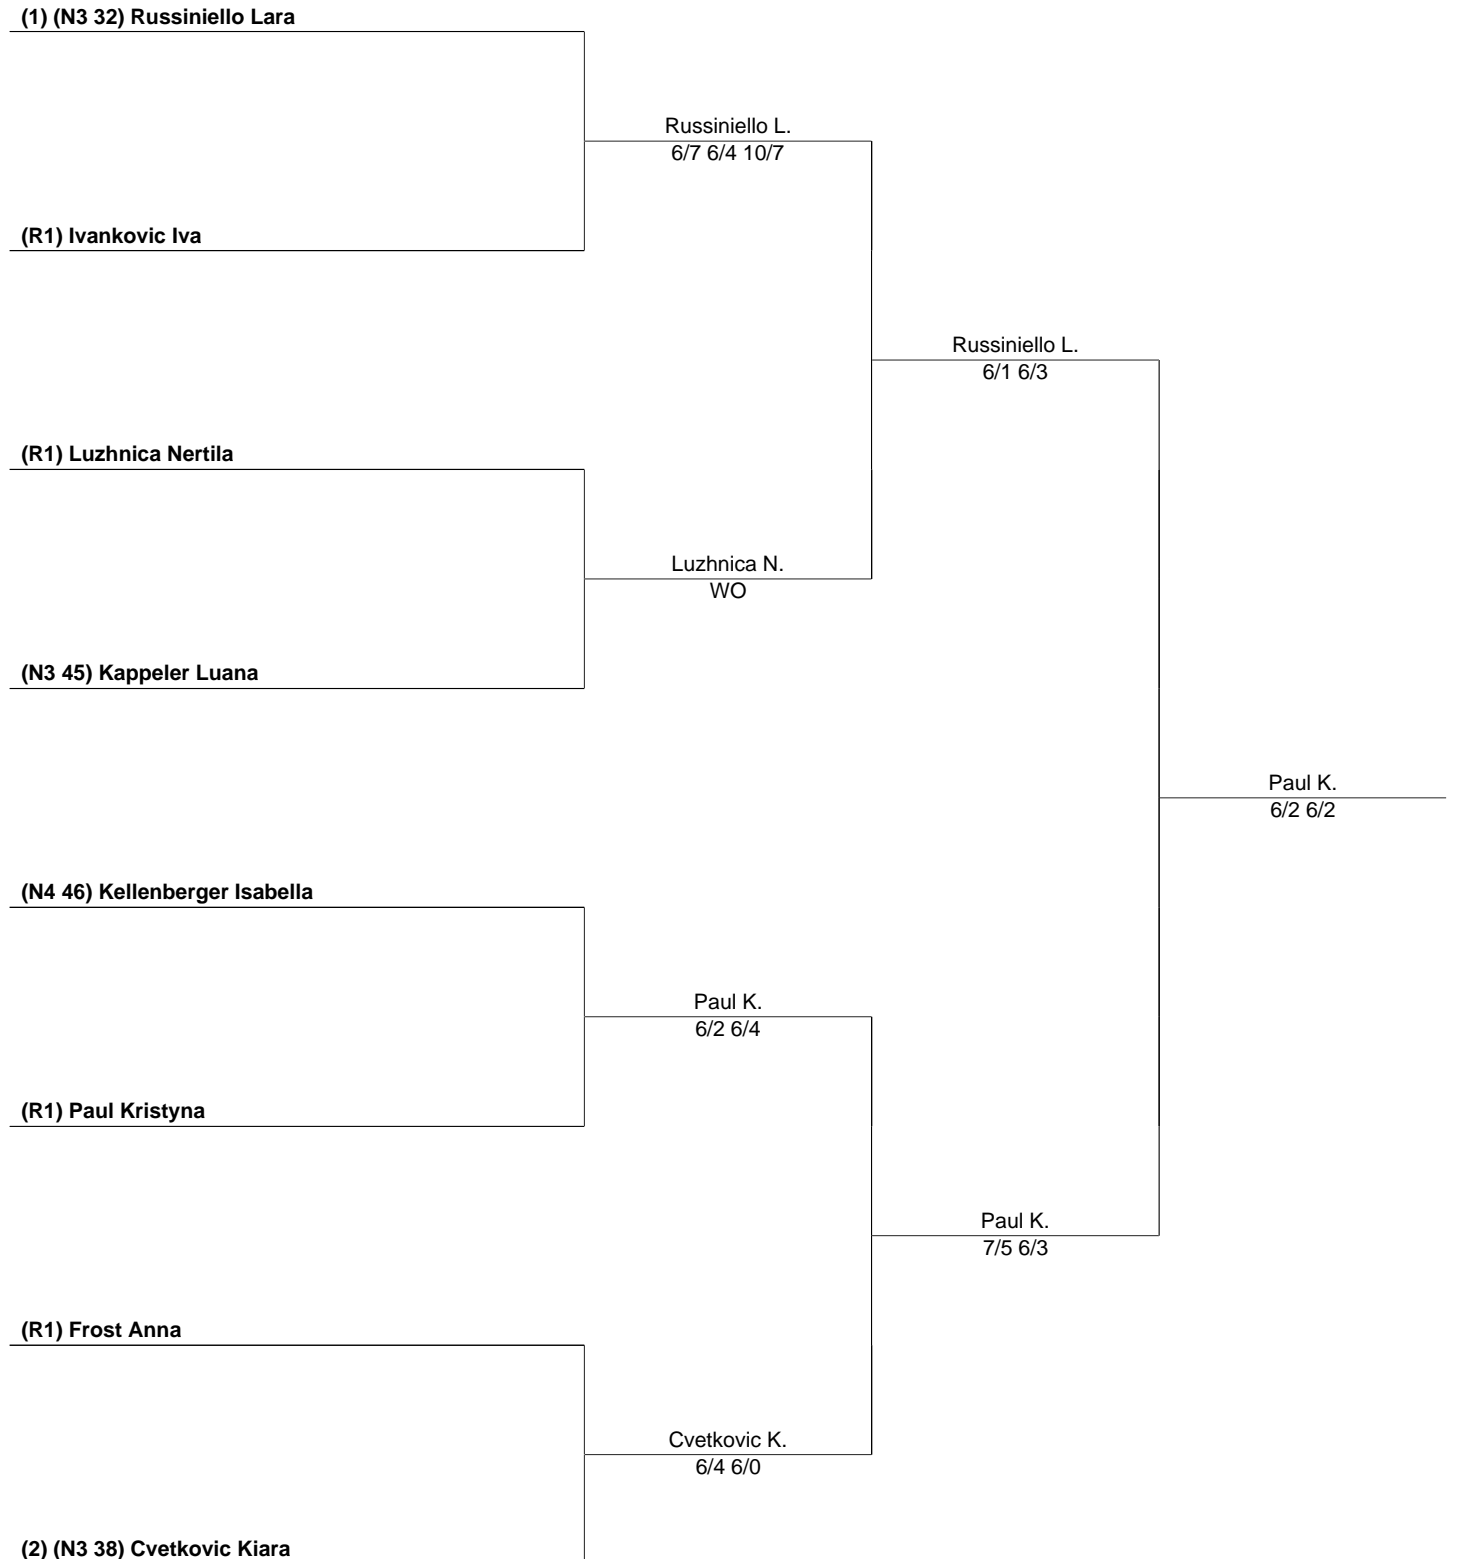 (1) (N3 32) Russiniello Lara
Russiniello L.
6/7 6/4 10/7
(R1) Ivankovic Iva
Russiniello L.
6/1 6/3
(R1) Luzhnica Nertila
Luzhnica N.
WO
(N3 45) Kappeler Luana
Paul K.
6/2 6/2
(N4 46) Kellenberger Isabella
Paul K.
6/2 6/4
(R1) Paul Kristyna
Paul K.
7/5 6/3
(R1) Frost Anna
Cvetkovic K.
6/4 6/0
(2) (N3 38) Cvetkovic Kiara